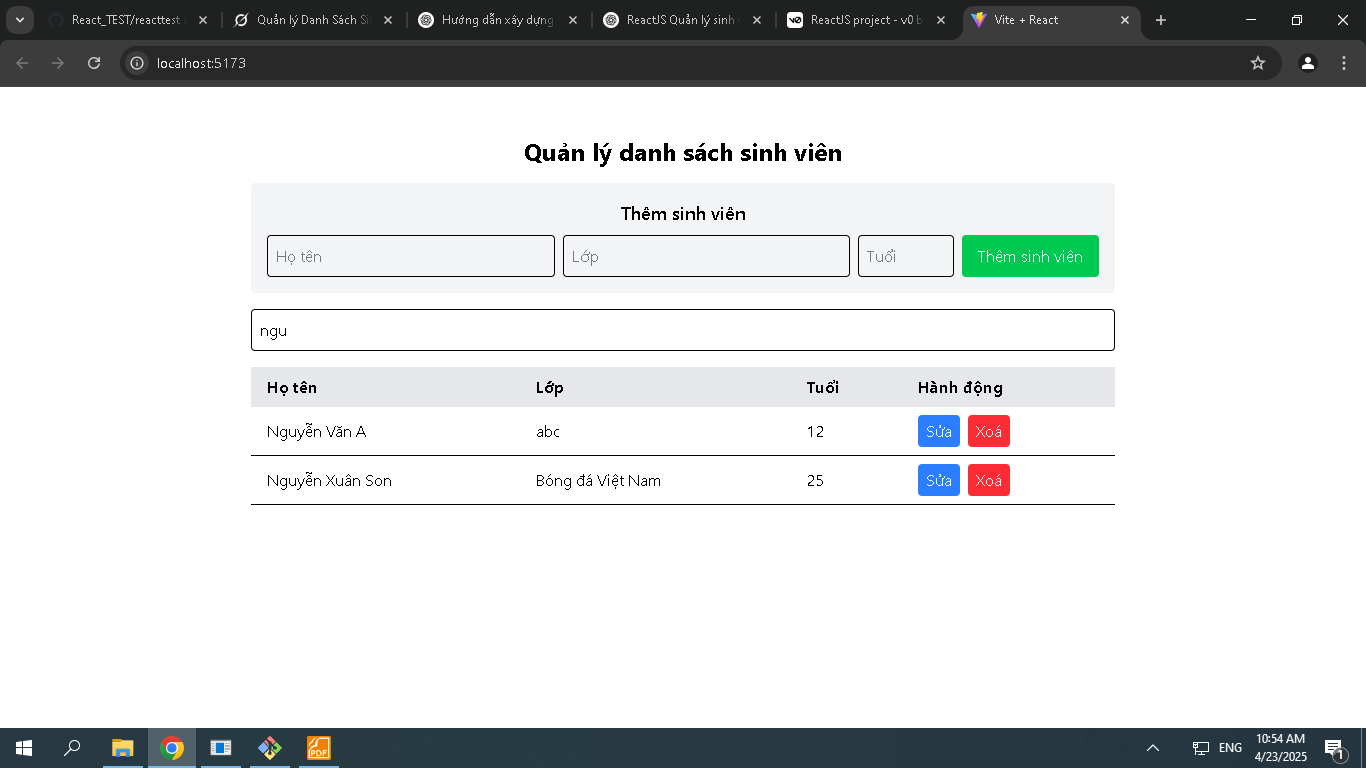 React_TEST/reacttest
Quản lý Danh Sách Si
Hướng dẫn xây dựng
ReactJS Quản lý sinh
ReactJS project - v0 b
Vite + React
localhost:5173
Quản lý danh sách sinh viên
Thêm sinh viên
Họ tên Lớp Tuổi Thêm sinh viên
ngu
Họ tên Lớp Tuổi Hành động
Nguyễn Văn A abc 12 Sửa Xoá
Nguyễn Xuân Son Bóng đá Việt Nam 25 Sửa Xoá
PDF
ENG
10:54 AM
4/23/2025
1